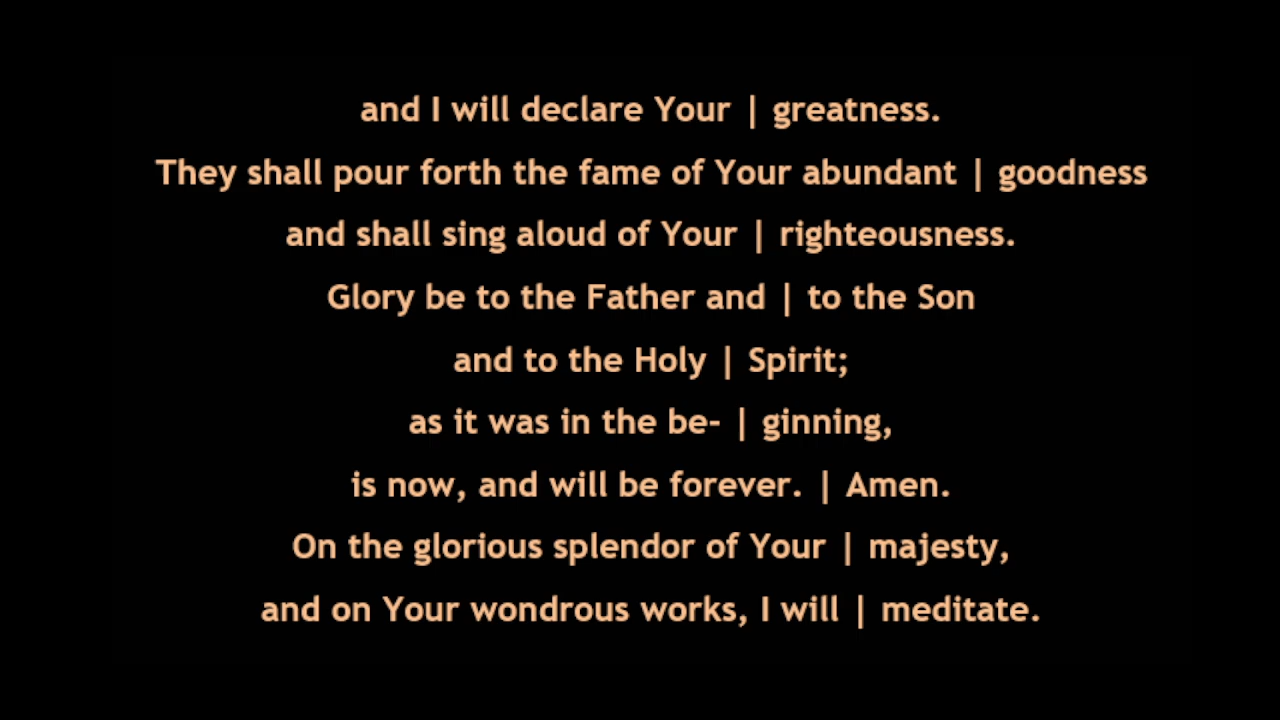 and I will declare Your | greatness.
They shall pour forth the fame of Your abundant | goodness
and shall sing aloud of Your | righteousness.
Glory be to the Father and | to the Son
and to the Holy | Spirit;
as it was in the be- | ginning,
is now, and will be forever. | Amen.
On the glorious splendor of Your | majesty,
and on Your wondrous works, I will | meditate.